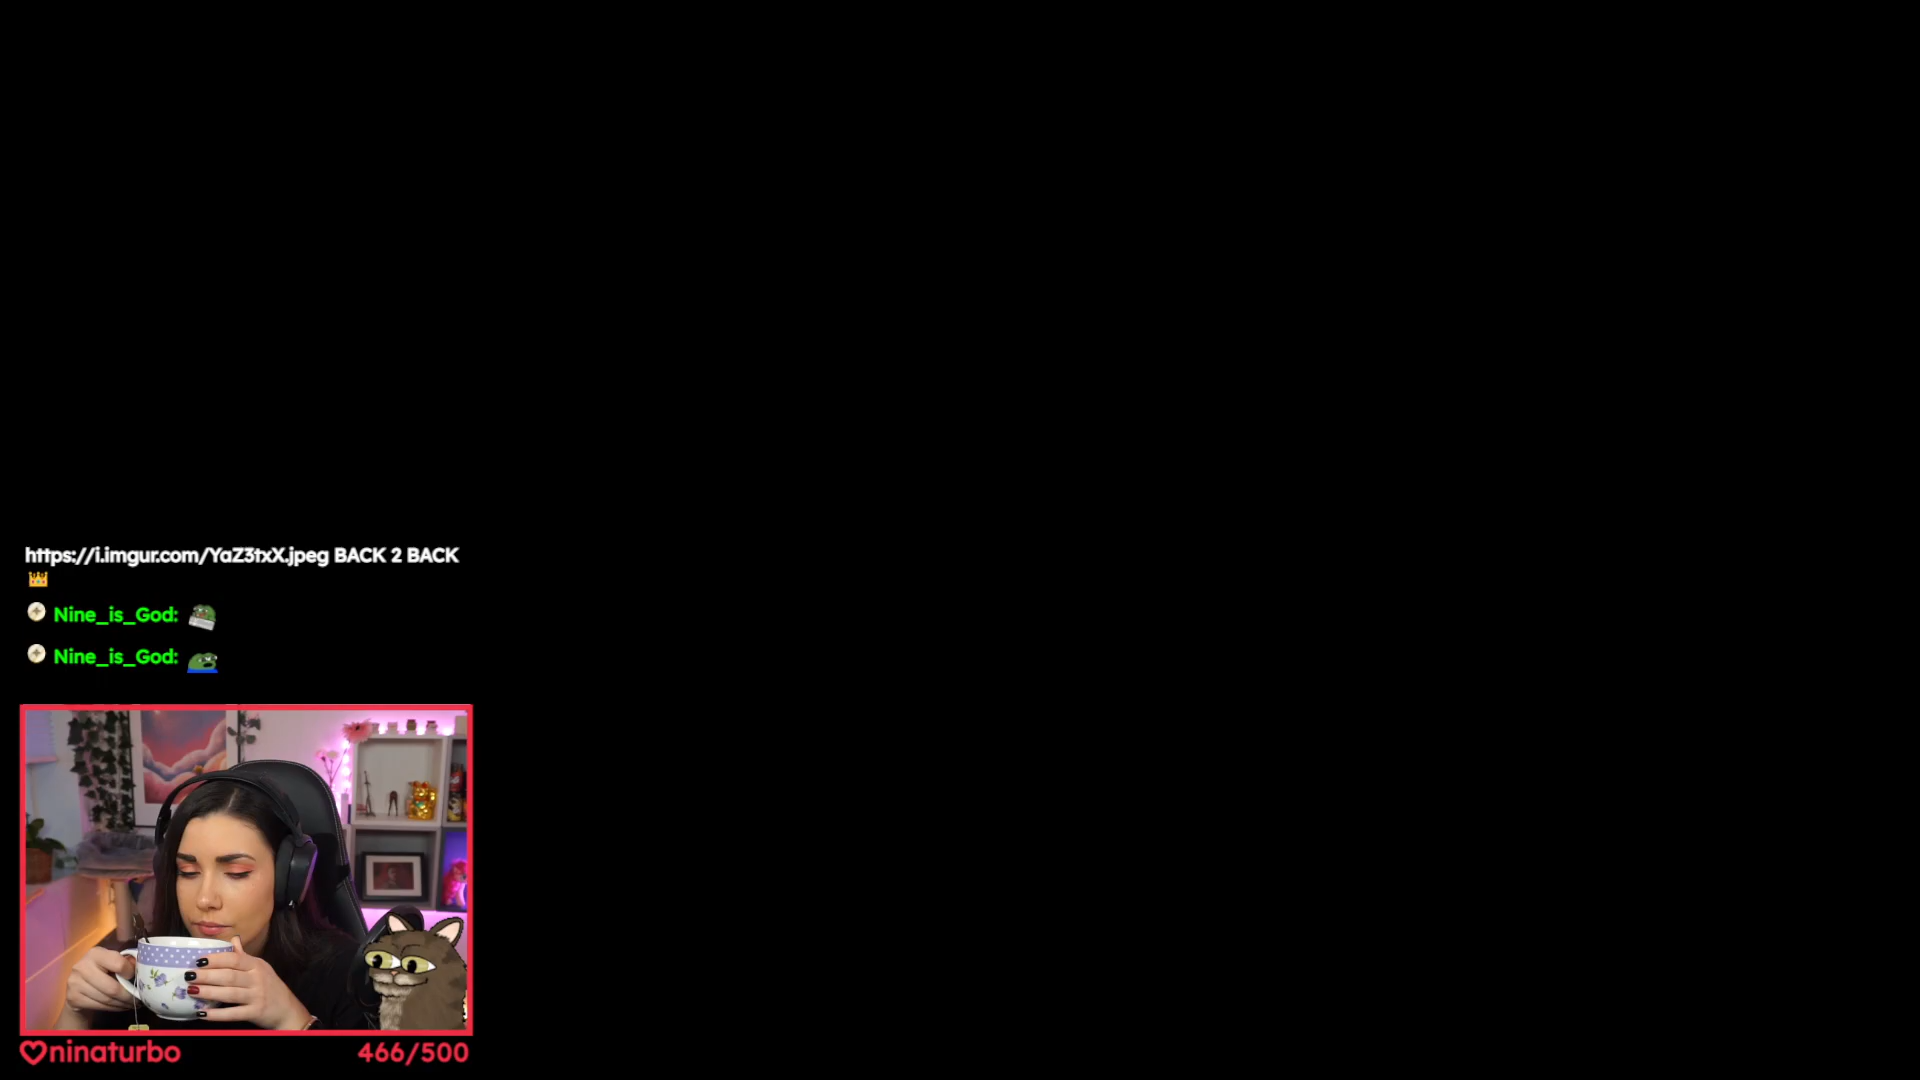 https://i.imgur.com/YaZ3txX.jpeg BACK 2 BACK
Nine_is_God:
Nine_is_God:
ninaturbo
466/500